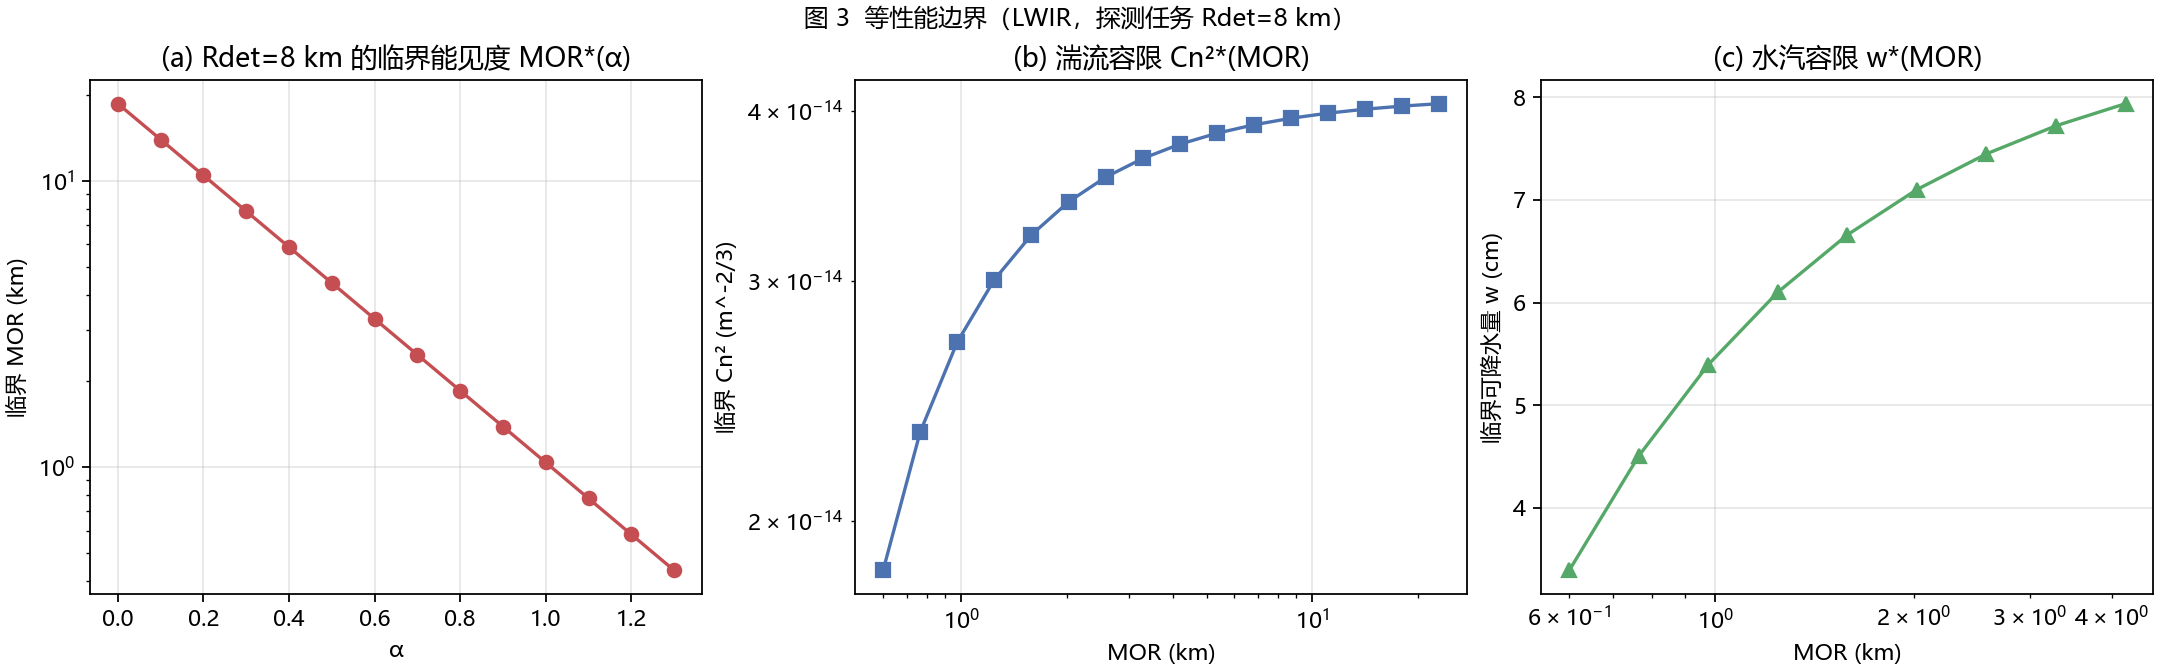 图 3  等性能边界（LWIR，探测任务 Rdet=8 km）
(a) Rdet=8 km 的临界能见度 MOR*(α)
临界 MOR (km)
10¹
10⁰
0.0 0.2 0.4 0.6 0.8 1.0 1.2
α
(b) 湍流容限 Cn²*(MOR)
临界 Cn² (m^-2/3)
4 × 10⁻¹⁴
3 × 10⁻¹⁴
2 × 10⁻¹⁴
10⁰ 10¹
MOR (km)
(c) 水汽容限 w*(MOR)
临界可降水量 w (cm)
8
7
6
5
4
6 × 10⁻¹ 10⁰ 2 × 10⁰ 3 × 10⁰ 4 × 10⁰
MOR (km)